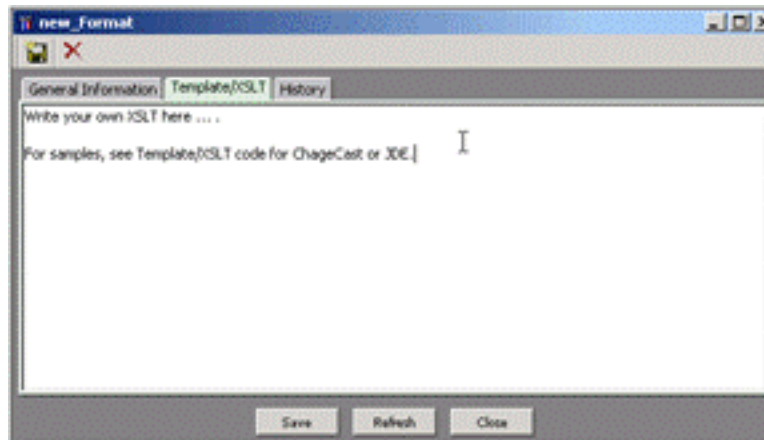 new_Format
General Information Template/XSLT History
Write your own XSLT here ... .
For samples, see Template/XSLT code for ChageCast or JDE.
Save Refresh Close